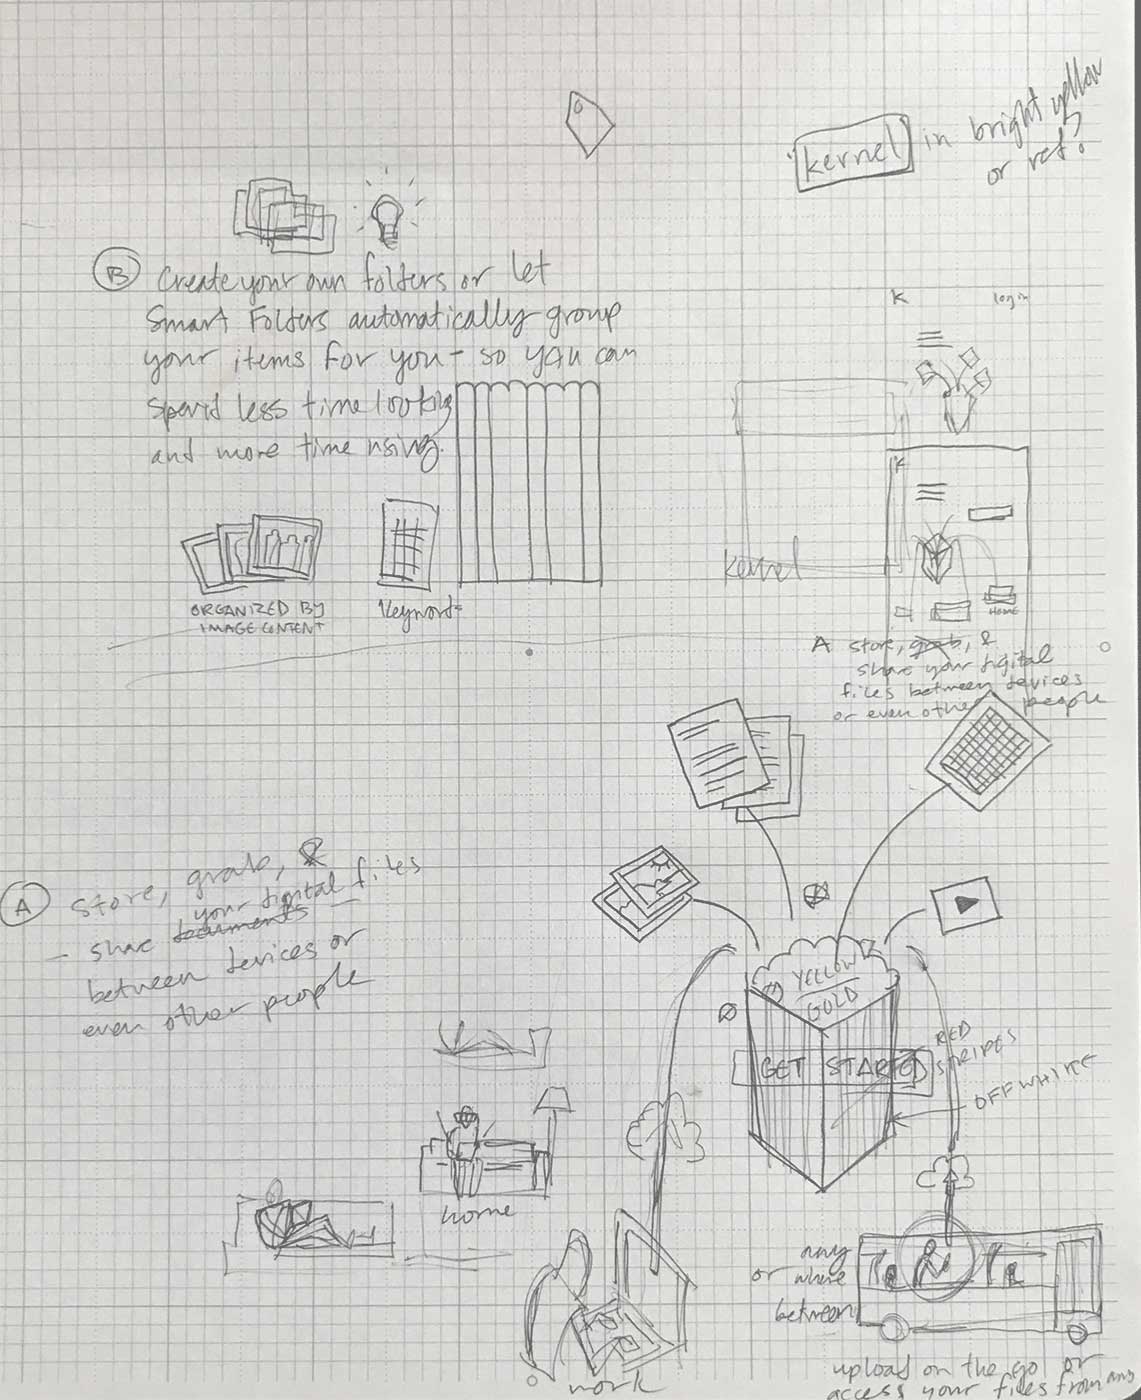 kernel in bright yellow
or red?
B Create your own folders or let
Smart Folders automatically group
your items for you - so you can
spend less time looking
and more time using.
K login
K
kernel
HOME
ORGANIZED BY
IMAGE CONTENT
Keyword
A store, grab, &
share your digital
files between devices
or even other people
A store, grab, &
your digital files
- share documents
between devices or
even other people
YELLOW
GOLD
GET STARTED
RED
STRIPES
OFF WHITE
home
any
or where
between
work
upload on the go or
access your files from any